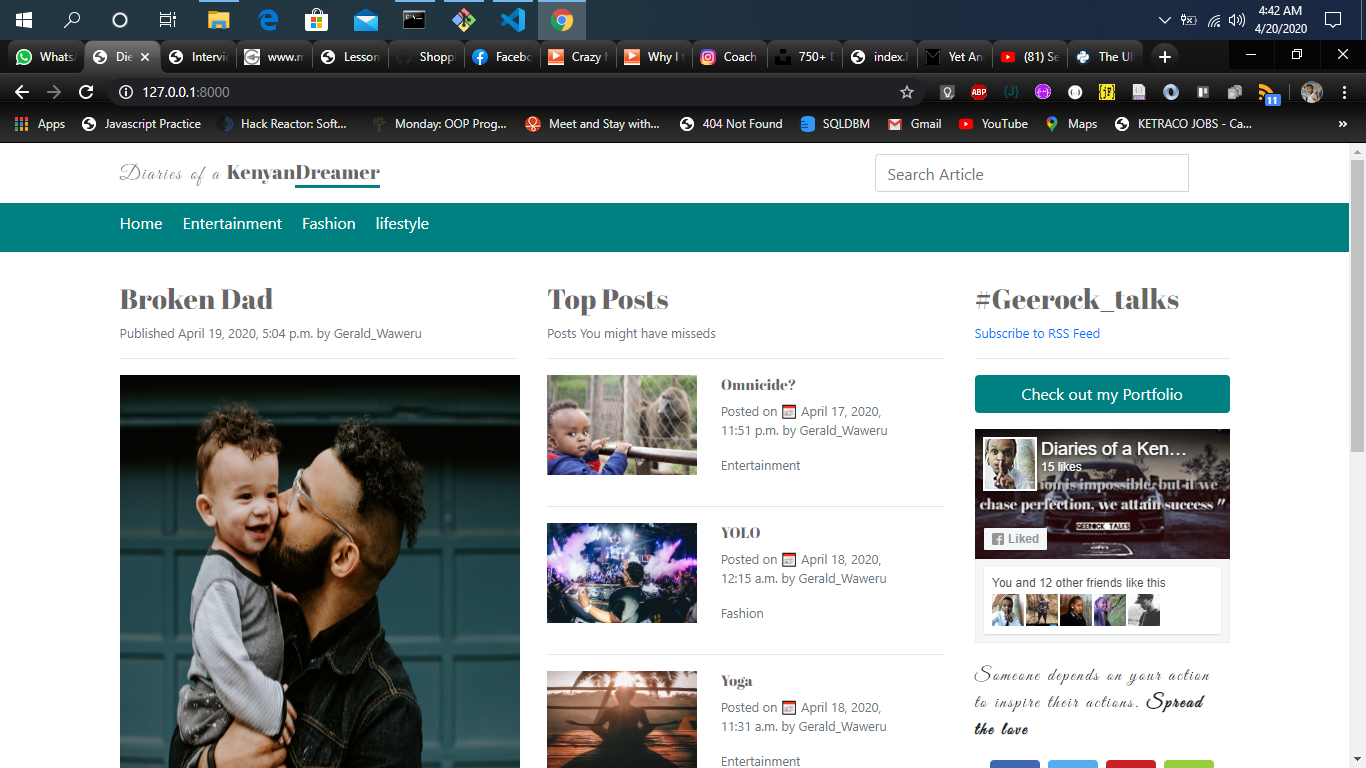 4:42 AM
4/20/2020
Whats
Die
Intervi
www.m
Lesson
Shopp
Facebo
Crazy M
Why I
Coach
750+ D
index.h
Yet An
(81) Se
The Ul
127.0.0.1:8000
ABP
11
Apps
Javascript Practice
Hack Reactor: Soft...
Monday: OOP Prog...
Meet and Stay with...
404 Not Found
SQLDBM
Gmail
YouTube
Maps
KETRACO JOBS - Ca...
»
Diaries of a KenyanDreamer
Search Article
Home Entertainment Fashion lifestyle
Broken Dad
Published April 19, 2020, 5:04 p.m. by Gerald_Waweru
Top Posts
Posts You might have misseds
Omnicide?
Posted on April 17, 2020,
11:51 p.m. by Gerald_Waweru
Entertainment
YOLO
Posted on April 18, 2020,
12:15 a.m. by Gerald_Waweru
Fashion
Yoga
Posted on April 18, 2020,
11:31 a.m. by Gerald_Waweru
Entertainment
#Geerock_talks
Subscribe to RSS Feed
Check out my Portfolio
Diaries of a Ken...
15 likes
is impossible, but if we
chase perfection, we attain success "
GEEROCK TALKS
Liked
You and 12 other friends like this
Someone depends on your action
to inspire their actions. Spread
the love